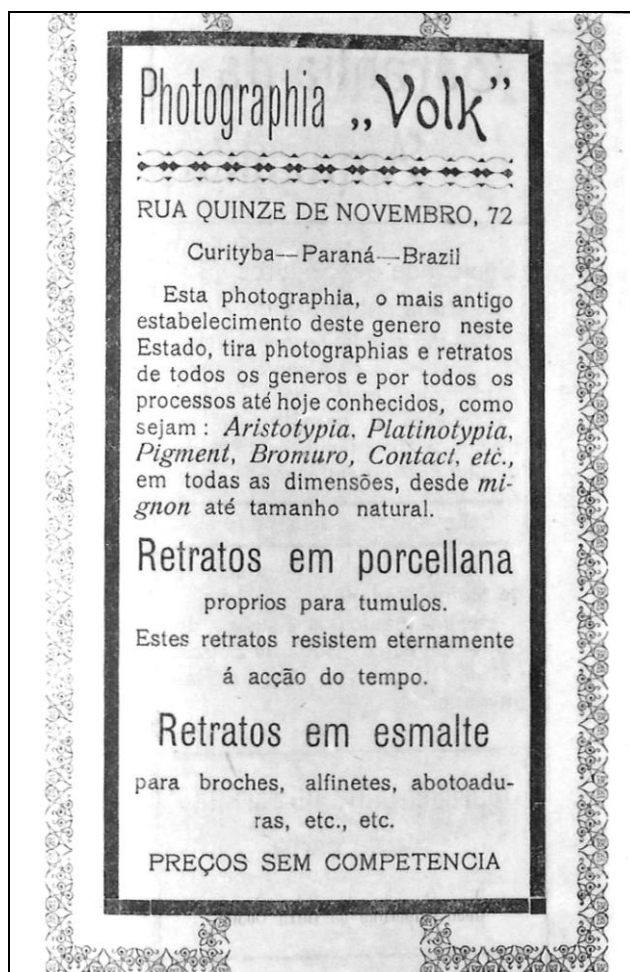 Photographia „Volk”
RUA QUINZE DE NOVEMBRO, 72
Curityba—Paraná—Brazil
Esta photographia, o mais antigo
estabelecimento deste genero neste
Estado, tira photographias e retratos
de todos os generos e por todos os
processos até hoje conhecidos, como
sejam : Aristotypia, Platinotypia,
Pigment, Bromuro, Contact, etc.,
em todas as dimensões, desde mi-
gnon até tamanho natural.
Retratos em porcellana
proprios para tumulos.
Estes retratos resistem eternamente
á acção do tempo.
Retratos em esmalte
para broches, alfinetes, abotoadu-
ras, etc., etc.
PREÇOS SEM COMPETENCIA